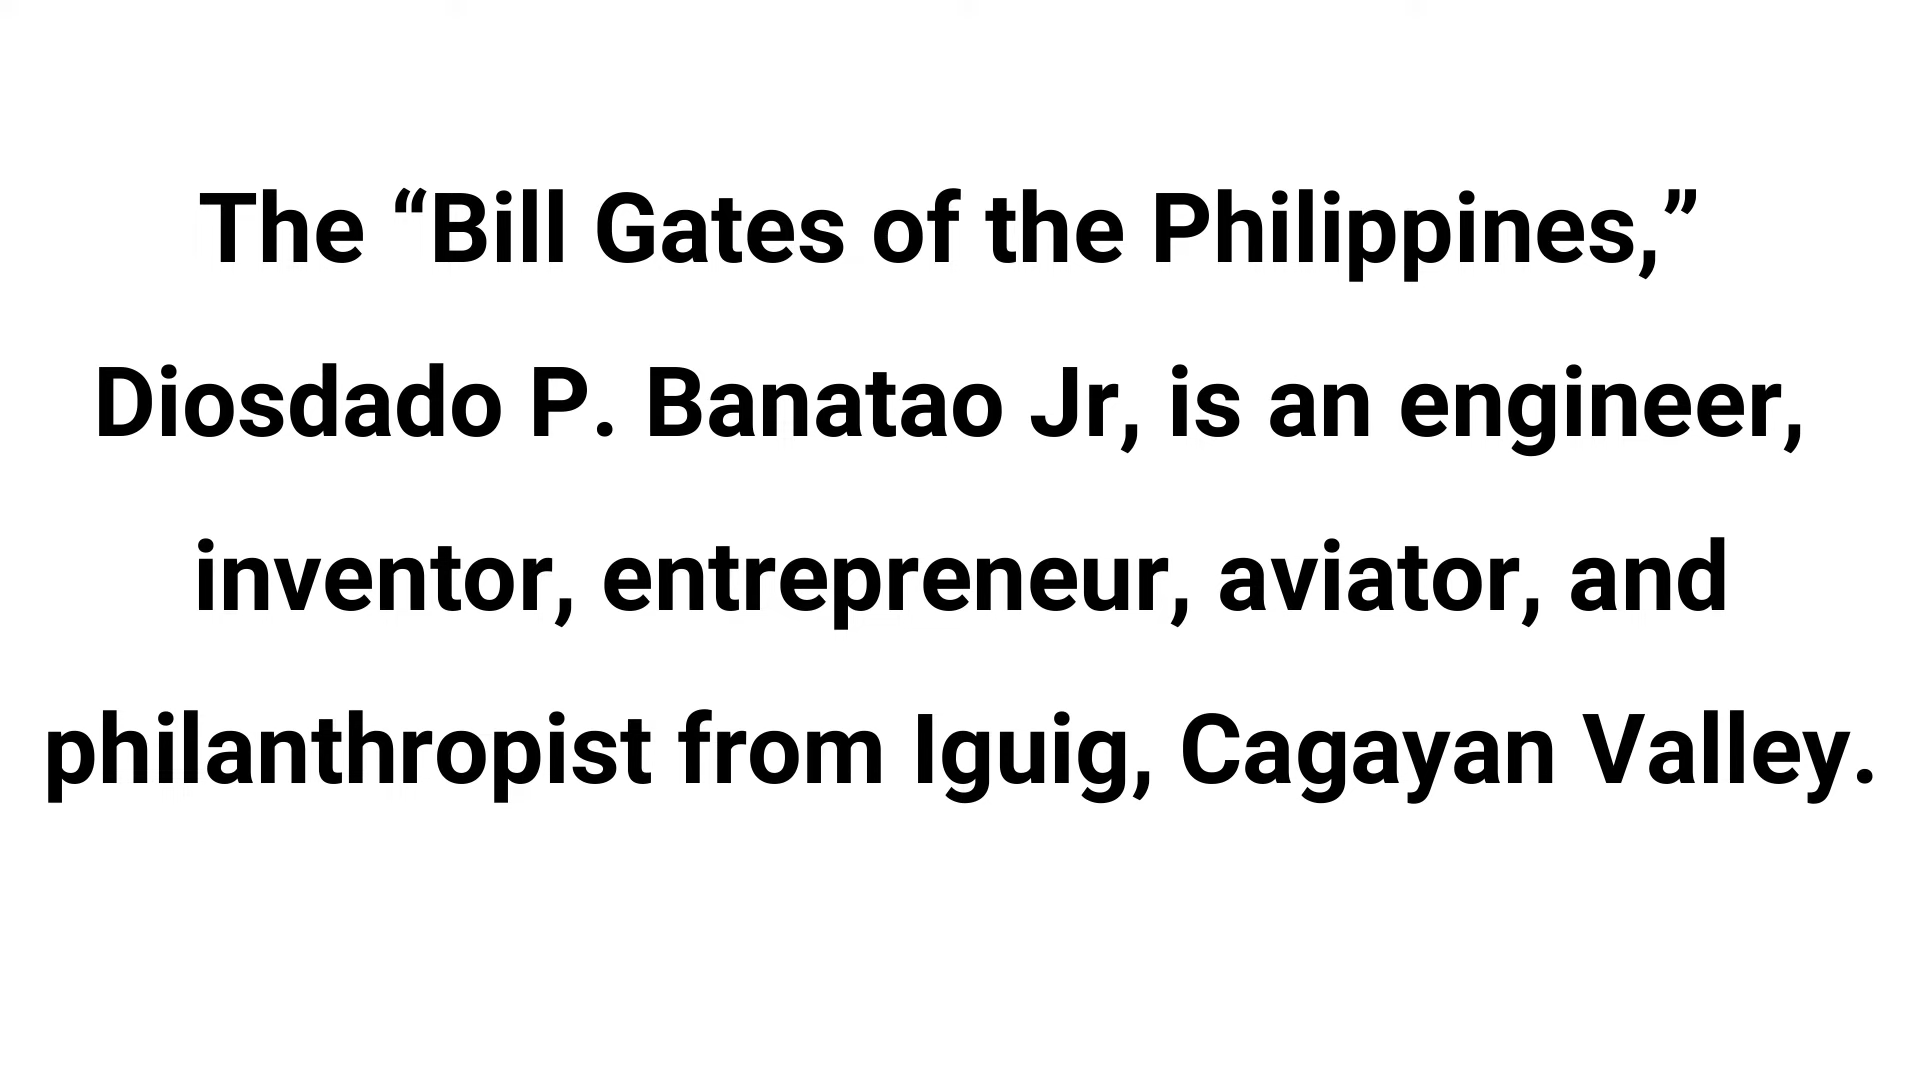 The “Bill Gates of the Philippines,”
Diosdado P. Banatao Jr, is an engineer,
inventor, entrepreneur, aviator, and
philanthropist from Iguig, Cagayan Valley.